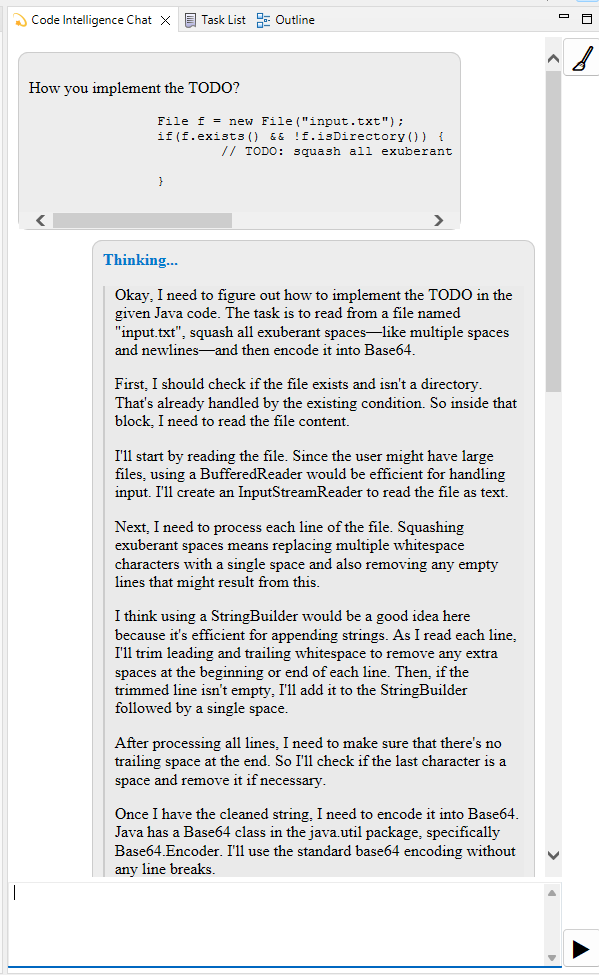 Code Intelligence Chat
Task List
Outline
How you implement the TODO?
File f = new File("input.txt");
if(f.exists() && !f.isDirectory()) {
// TODO: squash all exuberant
}
Thinking...
Okay, I need to figure out how to implement the TODO in the
given Java code. The task is to read from a file named
"input.txt", squash all exuberant spaces—like multiple spaces
and newlines—and then encode it into Base64.
First, I should check if the file exists and isn't a directory.
That's already handled by the existing condition. So inside that
block, I need to read the file content.
I'll start by reading the file. Since the user might have large
files, using a BufferedReader would be efficient for handling
input. I'll create an InputStreamReader to read the file as text.
Next, I need to process each line of the file. Squashing
exuberant spaces means replacing multiple whitespace
characters with a single space and also removing any empty
lines that might result from this.
I think using a StringBuilder would be a good idea here
because it's efficient for appending strings. As I read each line,
I'll trim leading and trailing whitespace to remove any extra
spaces at the beginning or end of each line. Then, if the
trimmed line isn't empty, I'll add it to the StringBuilder
followed by a single space.
After processing all lines, I need to make sure that there's no
trailing space at the end. So I'll check if the last character is a
space and remove it if necessary.
Once I have the cleaned string, I need to encode it into Base64.
Java has a Base64 class in the java.util package, specifically
Base64.Encoder. I'll use the standard base64 encoding without
any line breaks.